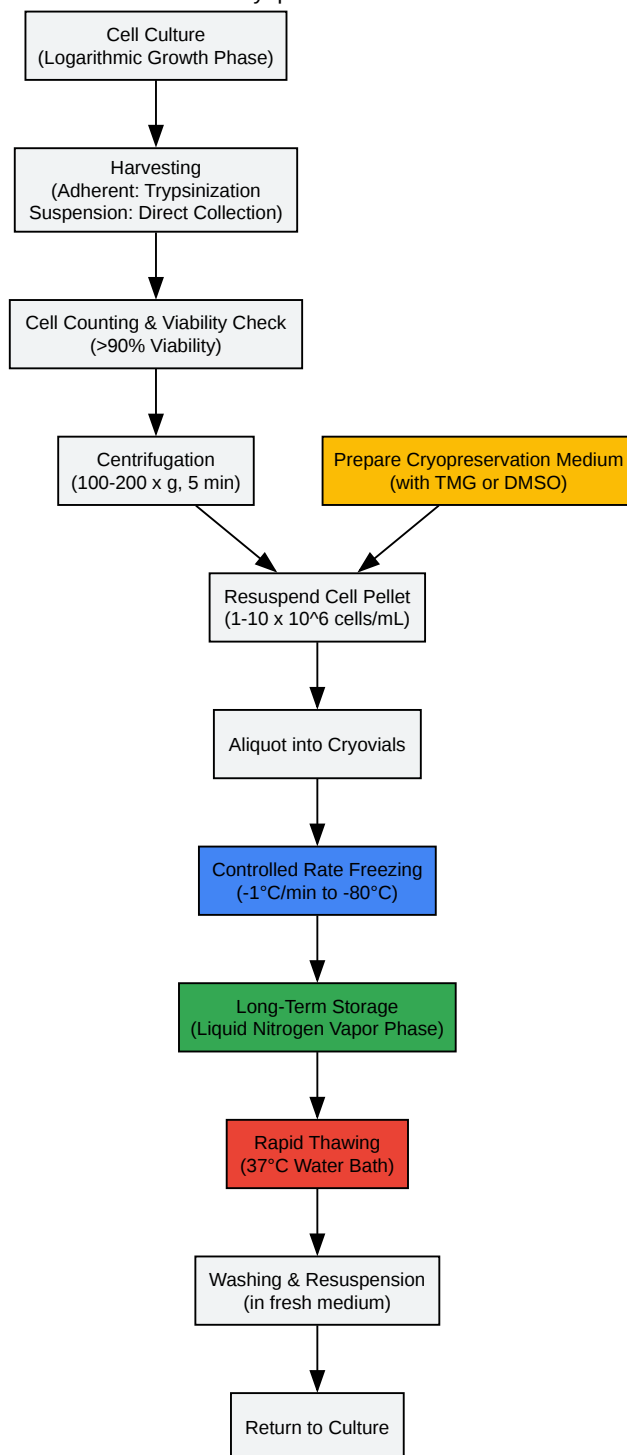 Cell Culture
(Logarithmic Growth Phase)
Harvesting
(Adherent: Trypsinization
Suspension: Direct Collection)
Cell Counting & Viability Check
(>90% Viability)
Centrifugation
(100-200 x g, 5 min)
Prepare Cryopreservation Medium
(with TMG or DMSO)
Resuspend Cell Pellet
(1-10 x 10^6 cells/mL)
Aliquot into Cryovials
Controlled Rate Freezing
(-1°C/min to -80°C)
Long-Term Storage
(Liquid Nitrogen Vapor Phase)
Rapid Thawing
(37°C Water Bath)
Washing & Resuspension
(in fresh medium)
Return to Culture